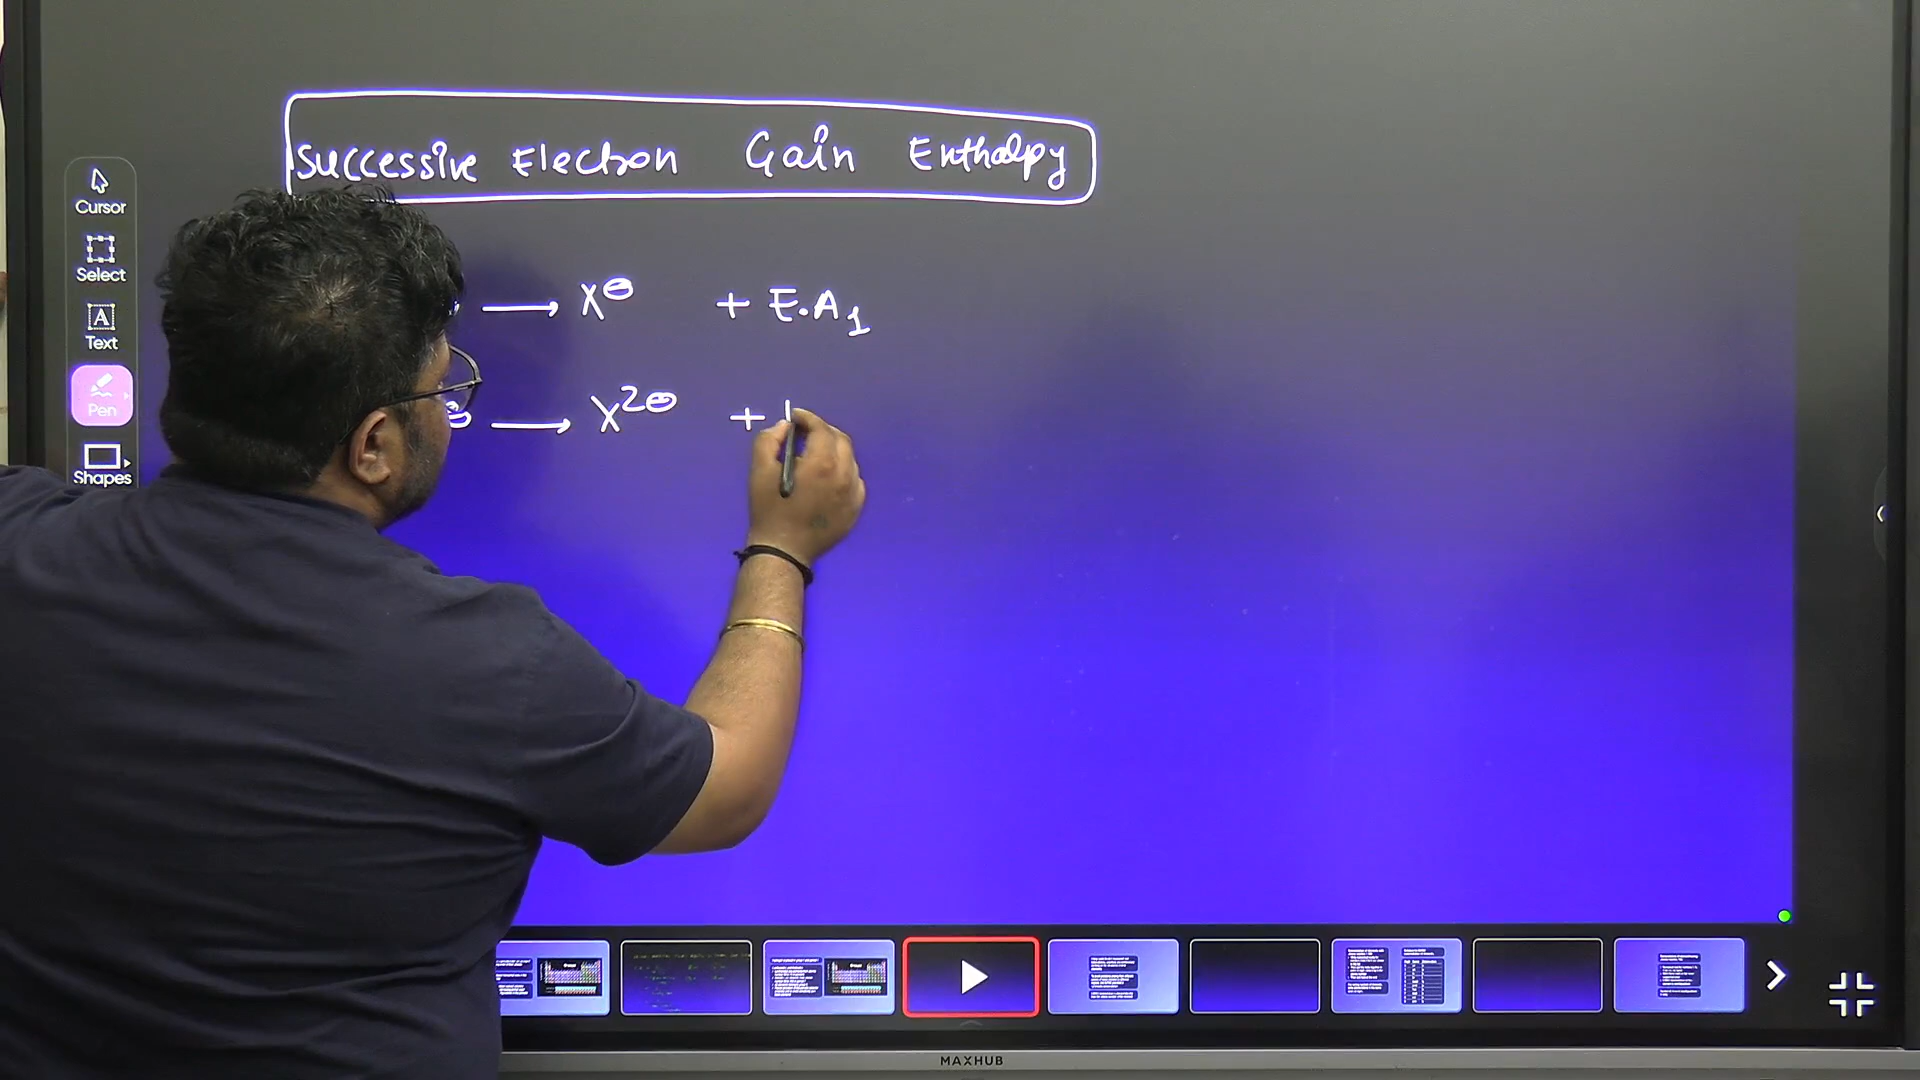 Successive Electron Gain Enthalpy
Cursor
Select
Text
Pen
Shapes
⟶ X⊖ + E.A₁
⊖ ⟶ X²⊖ +
MAXHUB